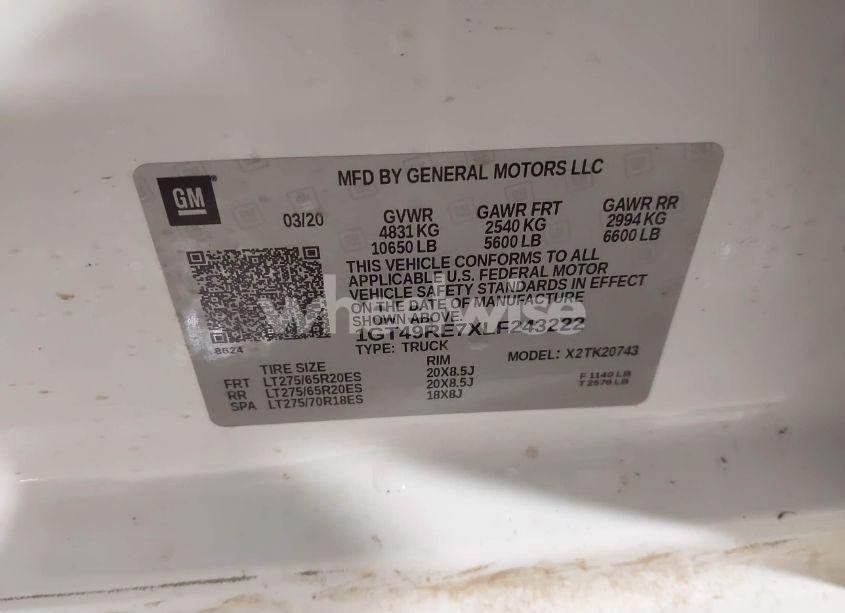 GM
MFD BY GENERAL MOTORS LLC
03/20
GVWR
4831 KG
10650 LB
GAWR FRT
2540 KG
5600 LB
GAWR RR
2994 KG
6600 LB
THIS VEHICLE CONFORMS TO ALL
APPLICABLE U.S. FEDERAL MOTOR
VEHICLE SAFETY STANDARDS IN EFFECT
ON THE DATE OF MANUFACTURE
SHOWN ABOVE.
wheelwise
1GT49RE7XLF243222
8624
TYPE: TRUCK
MODEL: X2TK20743
TIRE SIZE RIM
FRT LT275/65R20ES 20X8.5J
RR LT275/65R20ES 20X8.5J
SPA LT275/70R18ES 18X8J
F 1140 LB
T 2576 LB